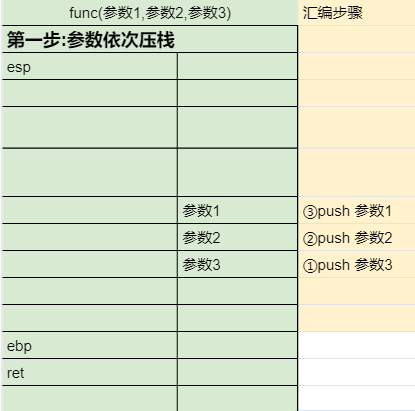 func(参数1,参数2,参数3) 汇编步骤
第一步:参数依次压栈
esp
参数1 ③push 参数1
参数2 ②push 参数2
参数3 ①push 参数3
ebp
ret